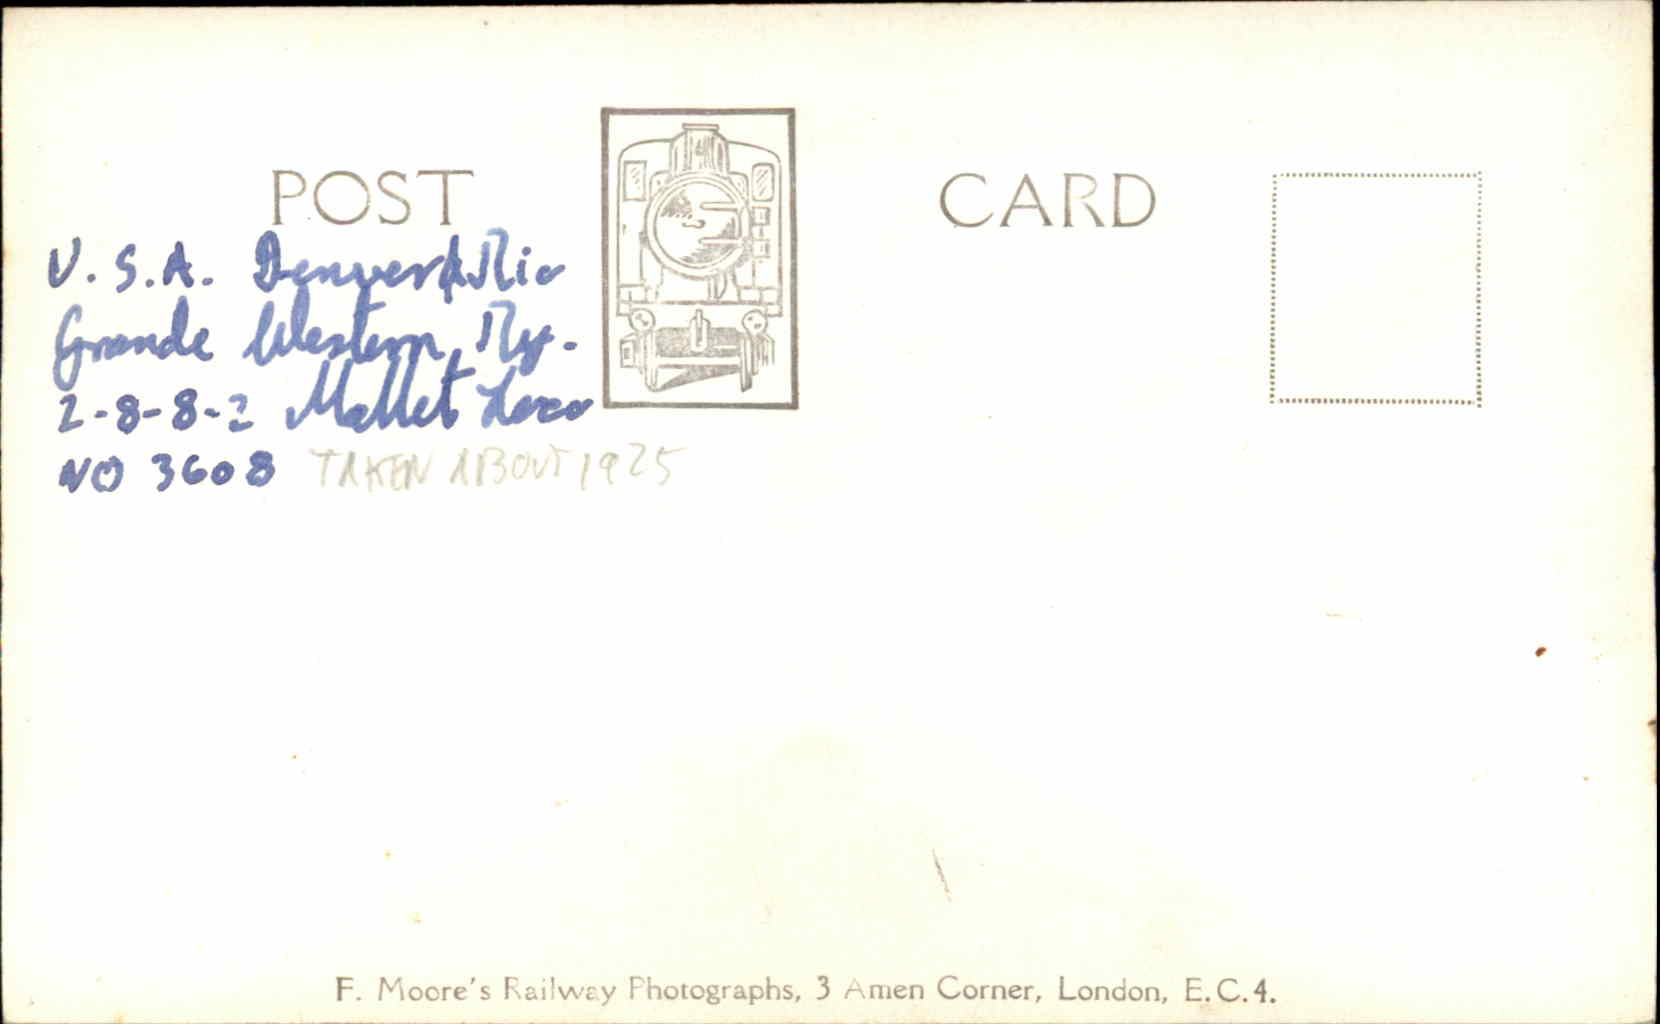 POST CARD
U.S.A. Denver & Rio
Grande Western Ry.
2-8-8-2 Mallet Loco
NO 3608 TAKEN ABOUT 1925
F. Moore's Railway Photographs, 3 Amen Corner, London, E.C.4.